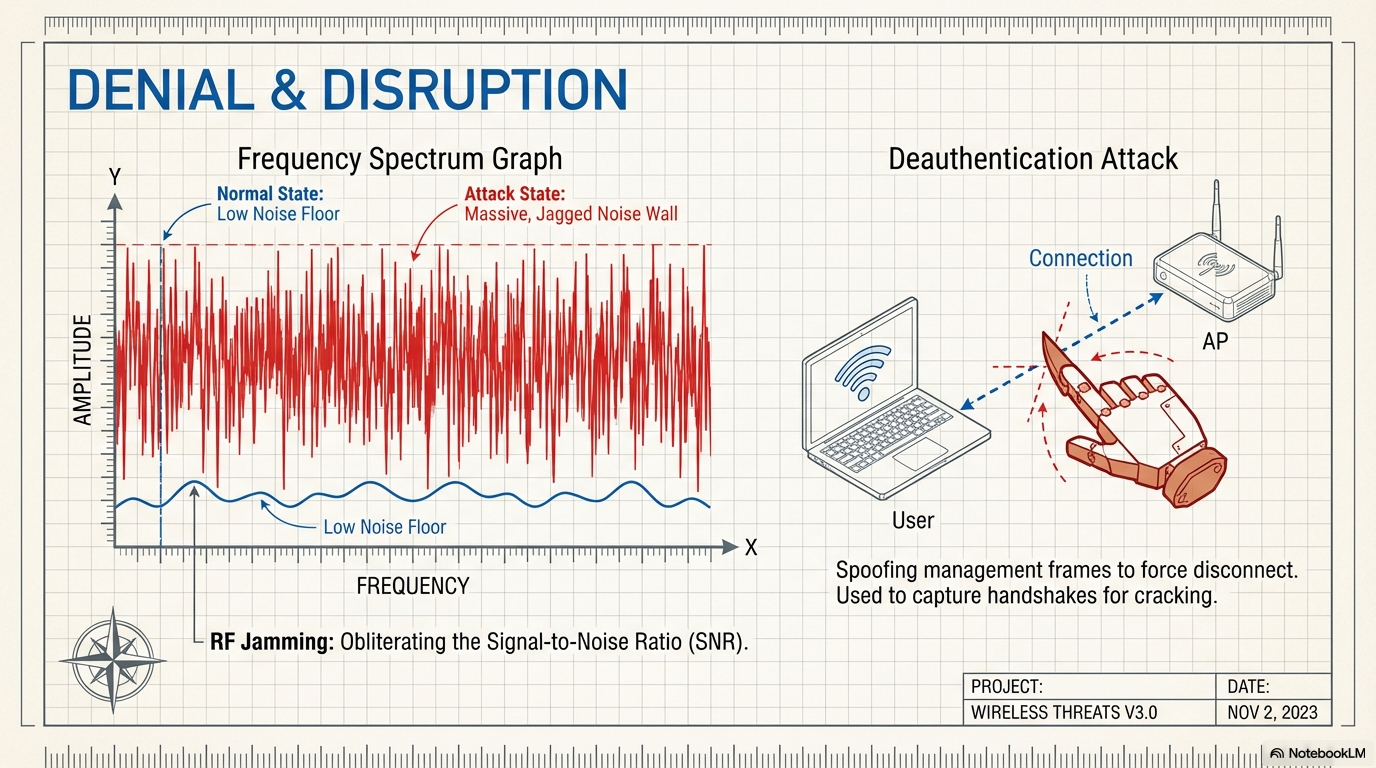 DENIAL & DISRUPTION
Frequency Spectrum Graph
Y
Normal State:
Low Noise Floor
Attack State:
Massive, Jagged Noise Wall
AMPLITUDE
Low Noise Floor
X
FREQUENCY
RF Jamming: Obliterating the Signal-to-Noise Ratio (SNR).
Deauthentication Attack
Connection
AP
User
Spoofing management frames to force disconnect.
Used to capture handshakes for cracking.
PROJECT:
DATE:
WIRELESS THREATS V3.0
NOV 2, 2023
NotebookLM